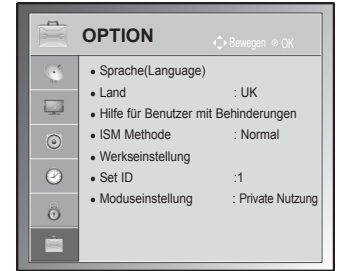 OPTION
Bewegen OK
• Sprache(Language)
• Land : UK
• Hilfe für Benutzer mit Behinderungen
• ISM Methode : Normal
• Werkseinstellung
• Set ID :1
• Moduseinstellung : Private Nutzung